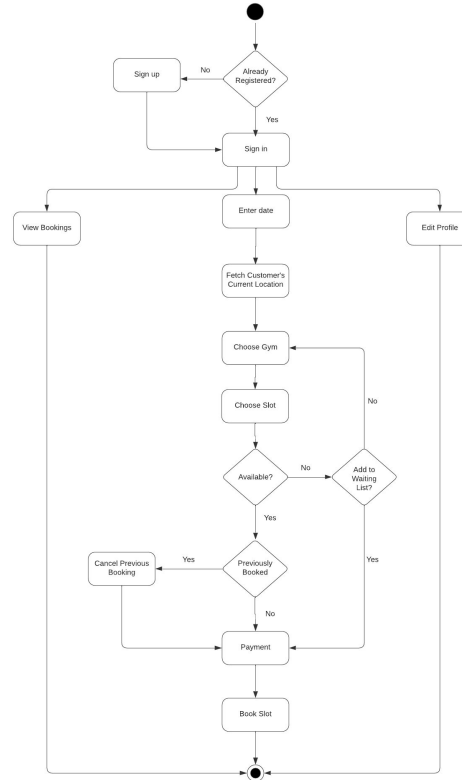 Sign up
No
Already
Registered?
Yes
Sign in
View Bookings
Enter date
Edit Profile
Fetch Customer's
Current Location
Choose Gym
No
Choose Slot
Available?
No
Add to
Waiting
List?
Yes
Cancel Previous
Booking
Yes
Previously
Booked
Yes
No
Payment
Book Slot